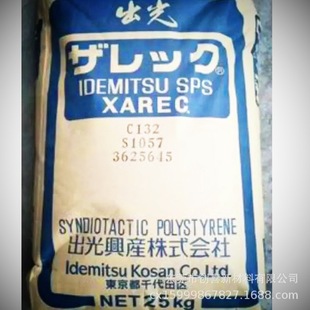 出光
ザレック®
IDEMITSU SPS
XAREC
C132
S1057
3625645
SYNDIOTACTIC POLYSTYRENE
出光興産株式会社
Idemitsu Kosan Co.Ltd.
東京都千代田区
NET 25kg